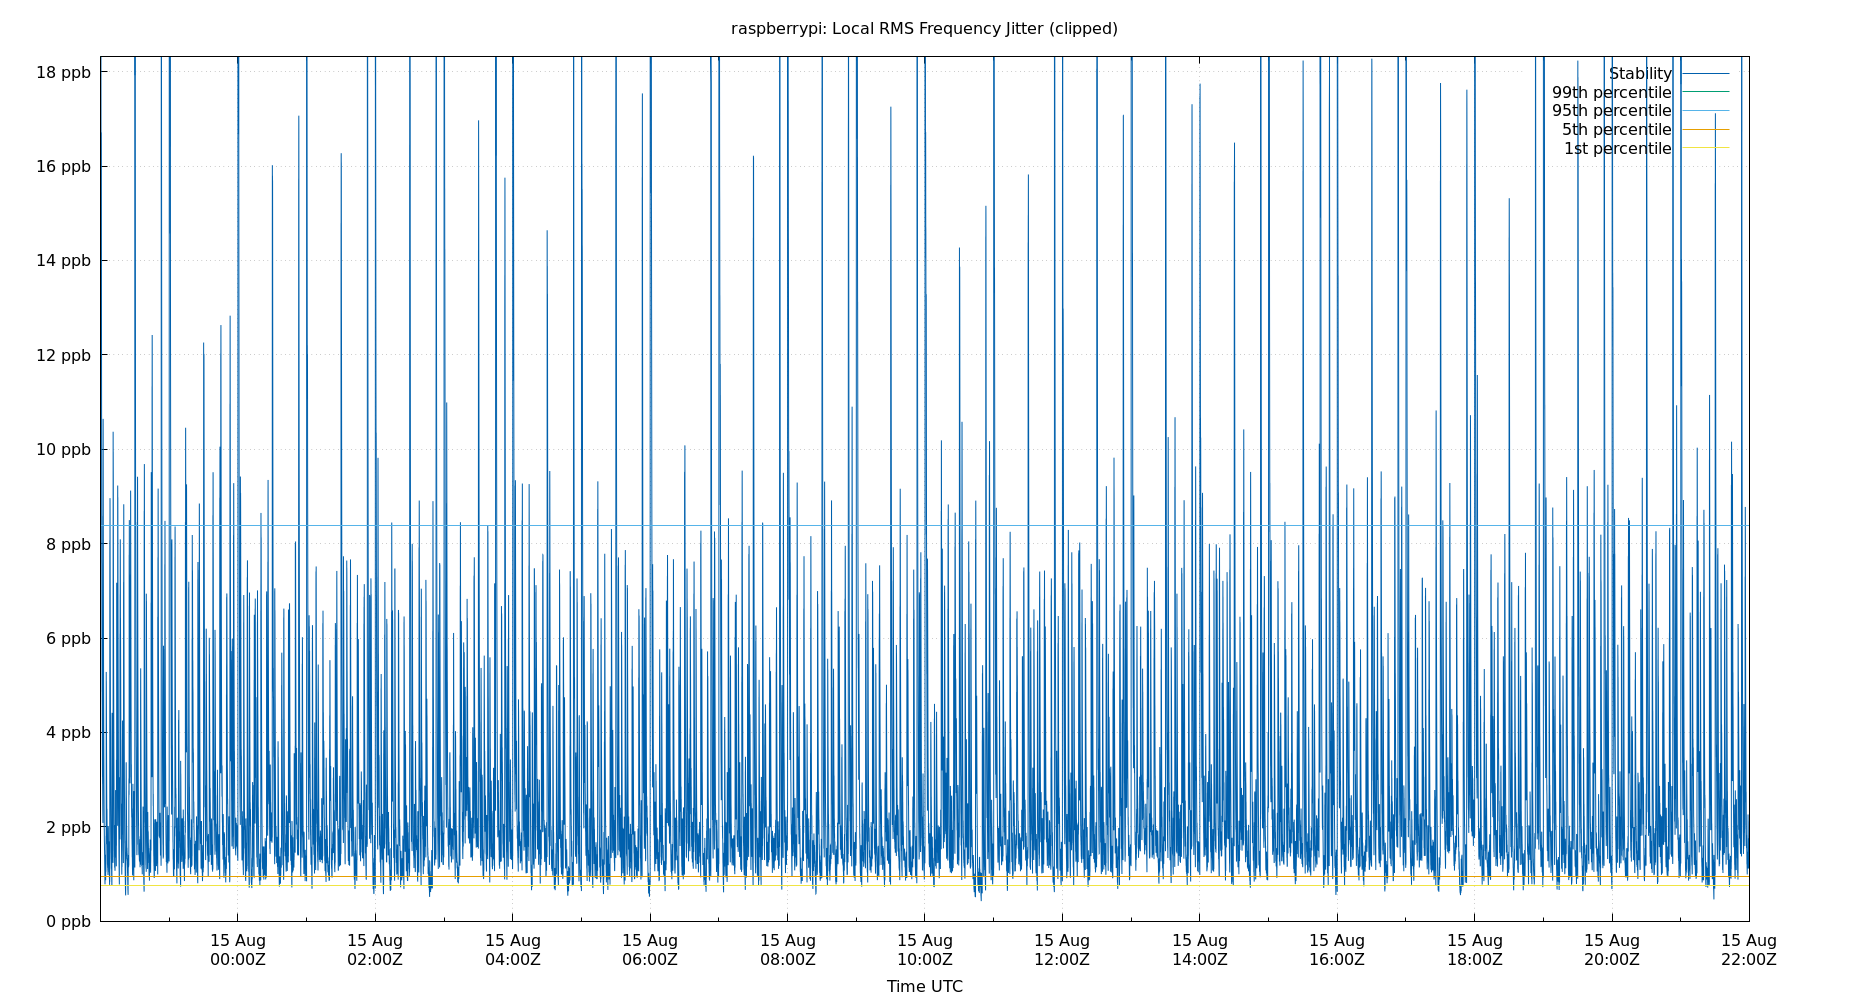 raspberrypi: Local RMS Frequency Jitter (clipped)
18 ppb
16 ppb
14 ppb
12 ppb
10 ppb
8 ppb
6 ppb
4 ppb
2 ppb
0 ppb
Stability
99th percentile
95th percentile
5th percentile
1st percentile
15 Aug 15 Aug 15 Aug 15 Aug 15 Aug 15 Aug 15 Aug 15 Aug 15 Aug 15 Aug 15 Aug 15 Aug
00:00Z 02:00Z 04:00Z 06:00Z 08:00Z 10:00Z 12:00Z 14:00Z 16:00Z 18:00Z 20:00Z 22:00Z
Time UTC